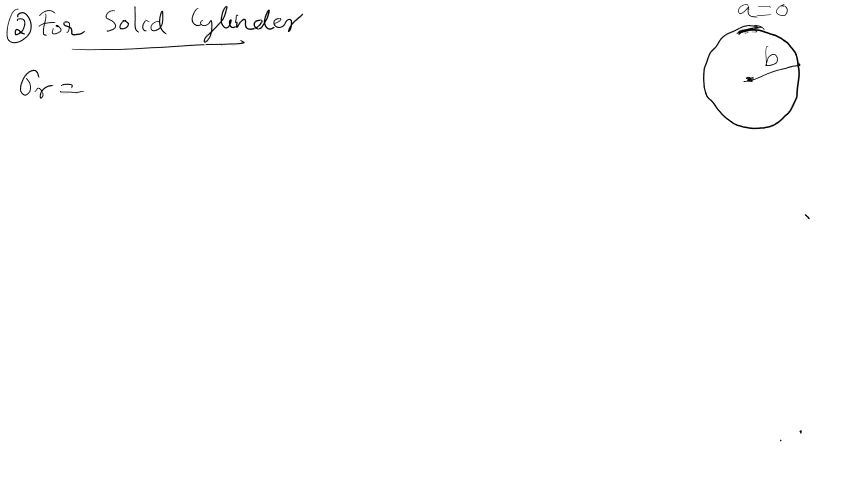 ② For Solid Cylinder
σr =
a=0
b